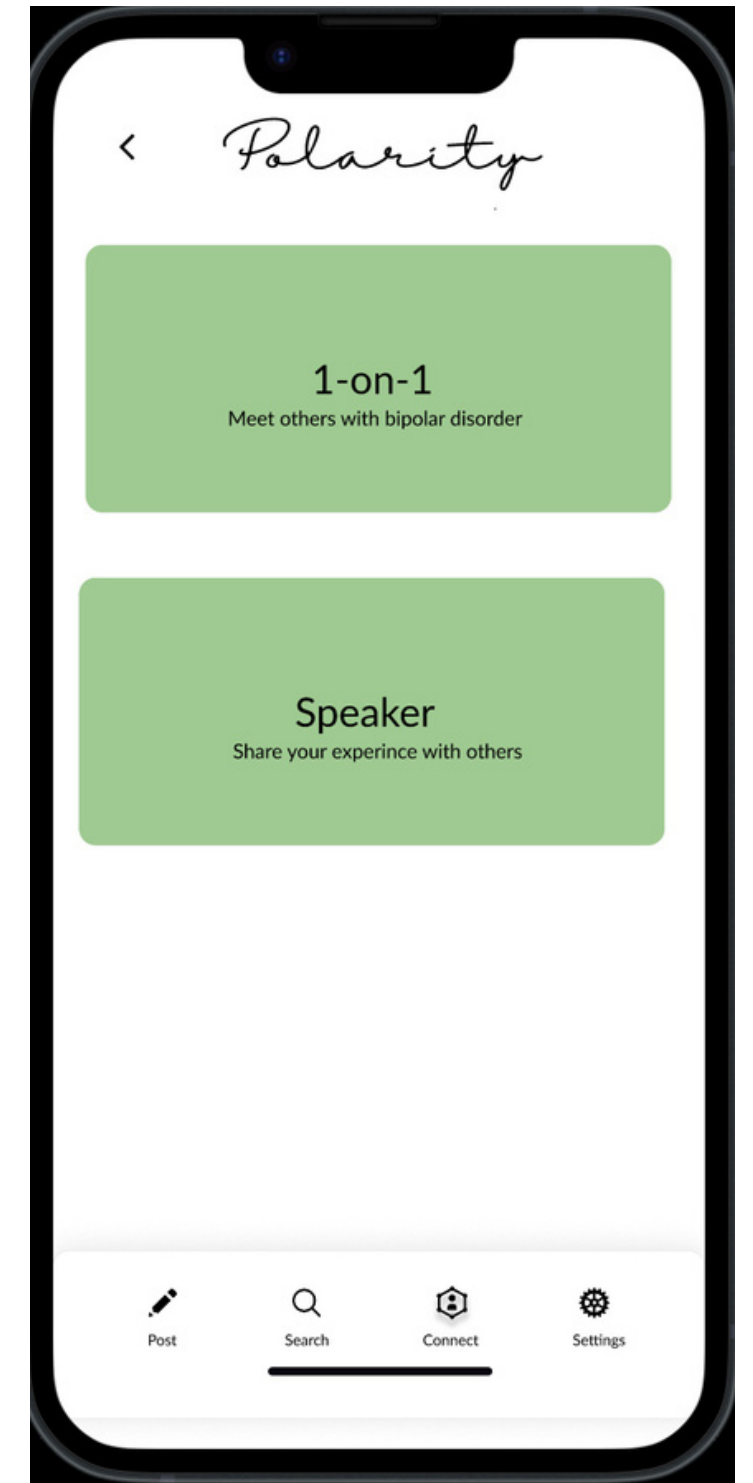 Polarity
1-on-1
Meet others with bipolar disorder
Speaker
Share your experince with others
Post Search Connect Settings